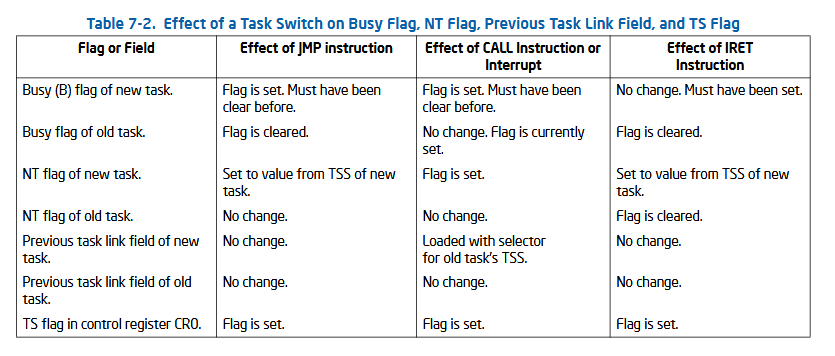 Table 7-2. Effect of a Task Switch on Busy Flag, NT Flag, Previous Task Link Field, and TS Flag
Flag or Field
Effect of JMP instruction
Effect of CALL Instruction or
Interrupt
Effect of IRET
Instruction
Busy (B) flag of new task.
Flag is set. Must have been
clear before.
Flag is set. Must have been
clear before.
No change. Must have been set.
Busy flag of old task.
Flag is cleared.
No change. Flag is currently
set.
Flag is cleared.
NT flag of new task.
Set to value from TSS of new
task.
Flag is set.
Set to value from TSS of new
task.
NT flag of old task.
No change.
No change.
Flag is cleared.
Previous task link field of new
task.
No change.
Loaded with selector
for old task's TSS.
No change.
Previous task link field of old
task.
No change.
No change.
No change.
TS flag in control register CR0.
Flag is set.
Flag is set.
Flag is set.